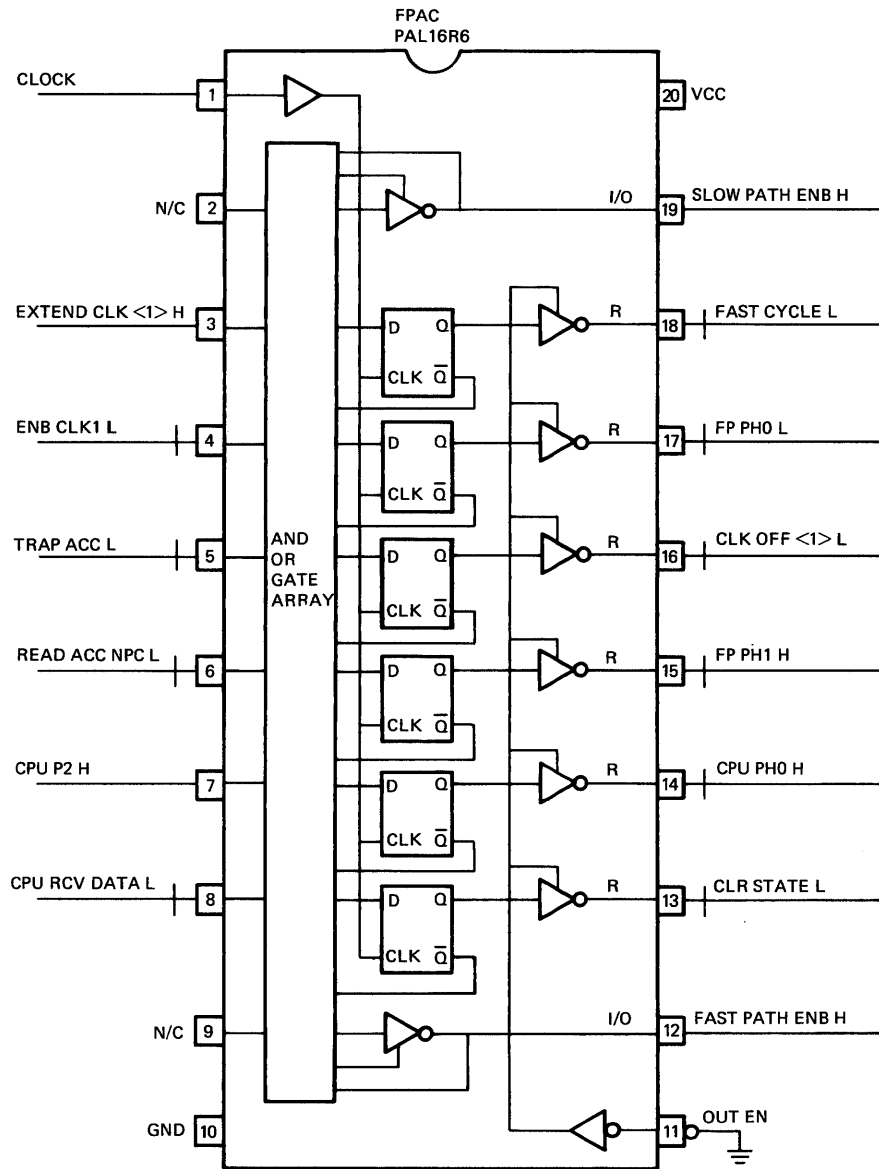 FPAC
PAL16R6
CLOCK
1
20 VCC
N/C 2
I/O 19 SLOW PATH ENB H
EXTEND CLK <1> H 3
D Q
CLK Q̅
R 18 FAST CYCLE L
ENB CLK1 L 4
D Q
CLK Q̅
R 17 FP PH0 L
TRAP ACC L 5
AND
OR
GATE
ARRAY
D Q
CLK Q̅
R 16 CLK OFF <1> L
READ ACC NPC L 6
D Q
CLK Q̅
R 15 FP PH1 H
CPU P2 H 7
D Q
CLK Q̅
R 14 CPU PH0 H
CPU RCV DATA L 8
D Q
CLK Q̅
R 13 CLR STATE L
N/C 9
I/O 12 FAST PATH ENB H
GND 10
11 OUT EN